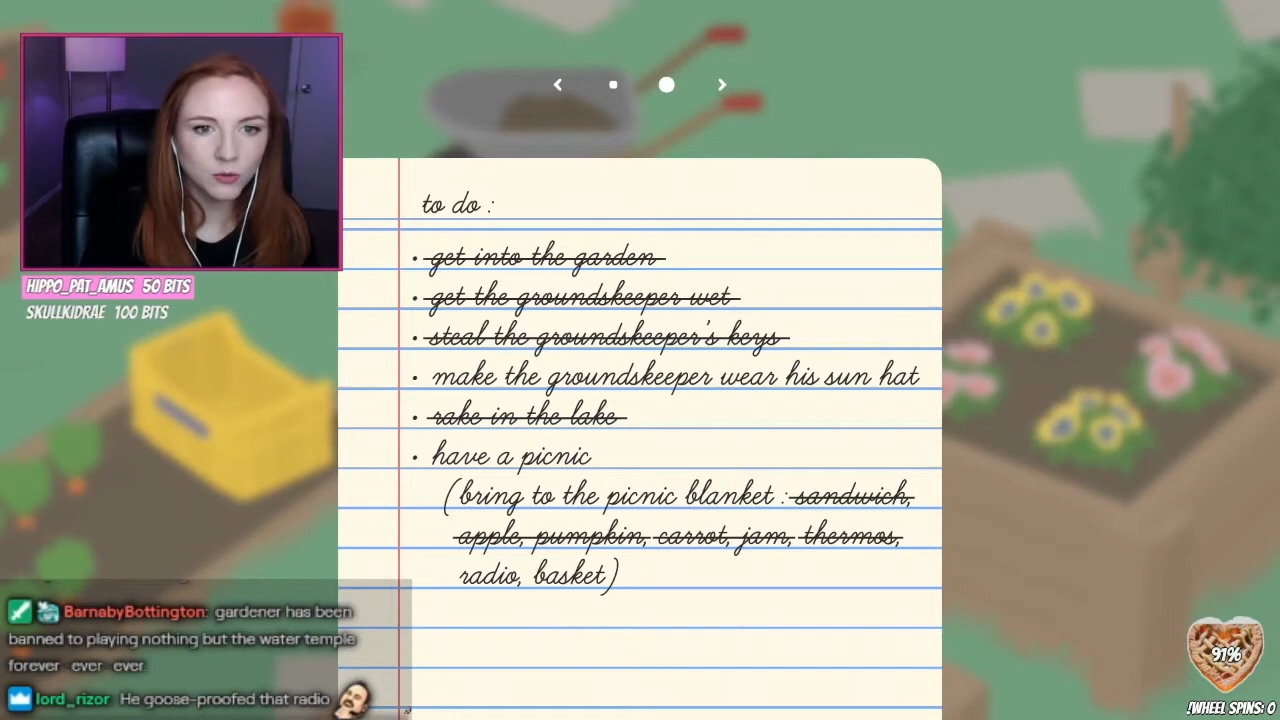 HIPPO_PAT_AMUS 50 BITS
SKULLKIDRAE 100 BITS
to do :
• get into the garden
• get the groundskeeper wet
• steal the groundskeeper's keys
• make the groundskeeper wear his sun hat
• rake in the lake
• have a picnic
(bring to the picnic blanket : sandwich,
apple, pumpkin, carrot, jam, thermos,
radio, basket)
BarnabyBottington: gardener has been
banned to playing nothing but the water temple
forever ever ever
lord_rizor He goose-proofed that radio
91%
!WHEEL SPINS: 0